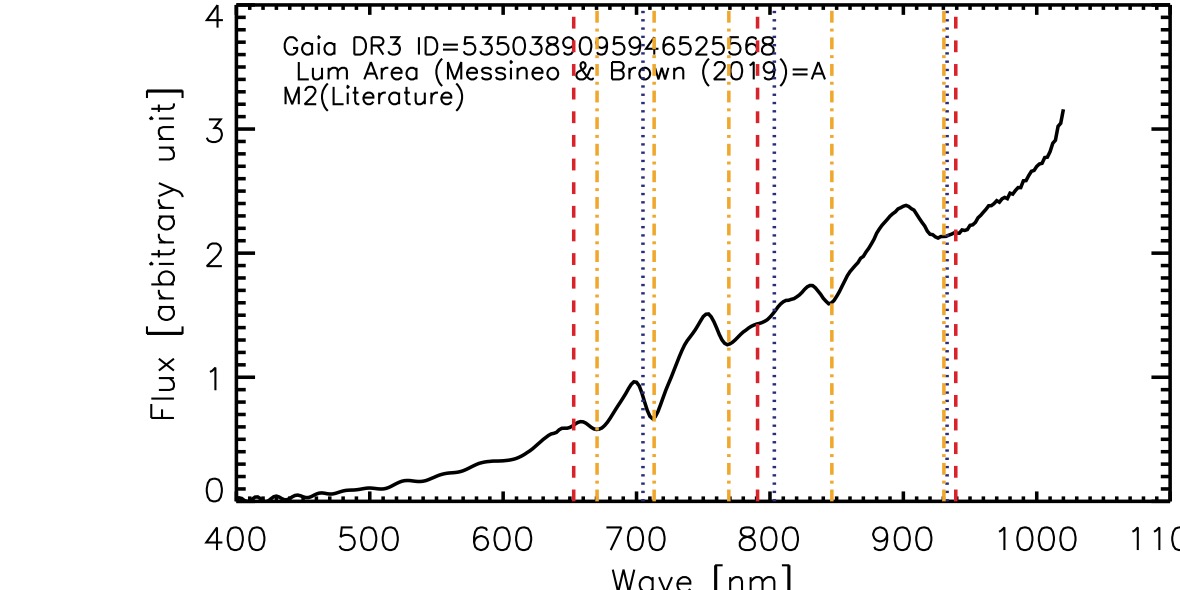 4
Gaia DR3 ID=5350389095946525568
Lum Area (Messineo & Brown (2019)=A
M2(Literature)
3
2
1
0
Flux [arbitrary unit]
400 500 600 700 800 900 1000 110
Wave [nm]